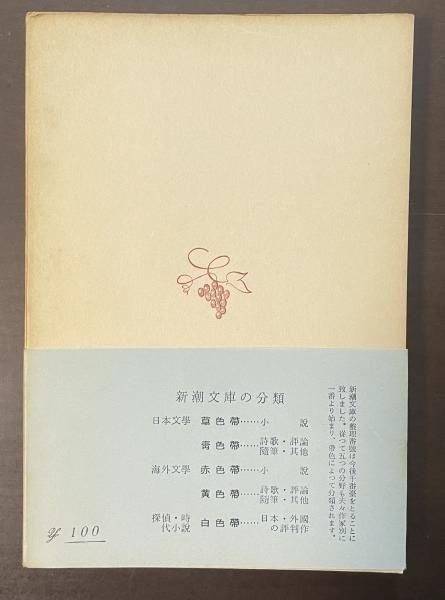 新潮文庫の分類
日本文學 草色帶……小說
靑色帶……詩歌・評論
隨筆・其他
海外文學 赤色帶……小說
黃色帶……詩歌・評論
隨筆・其他
探偵・時
代小說 白色帶……日本・外國
の評判作
新潮文庫の整理番號は今後千番臺をとることに
致しました。從つて五つの分野も夫々作家別に
一番より始まり、帶色によつて分類されます。
100